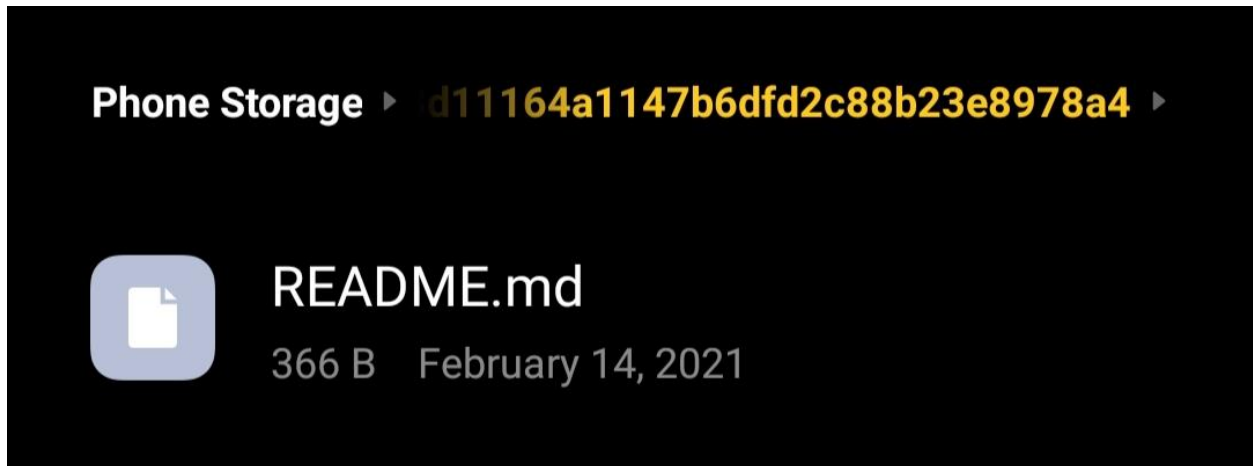 Phone Storage d11164a1147b6dfd2c88b23e8978a4
README.md
366 B February 14, 2021